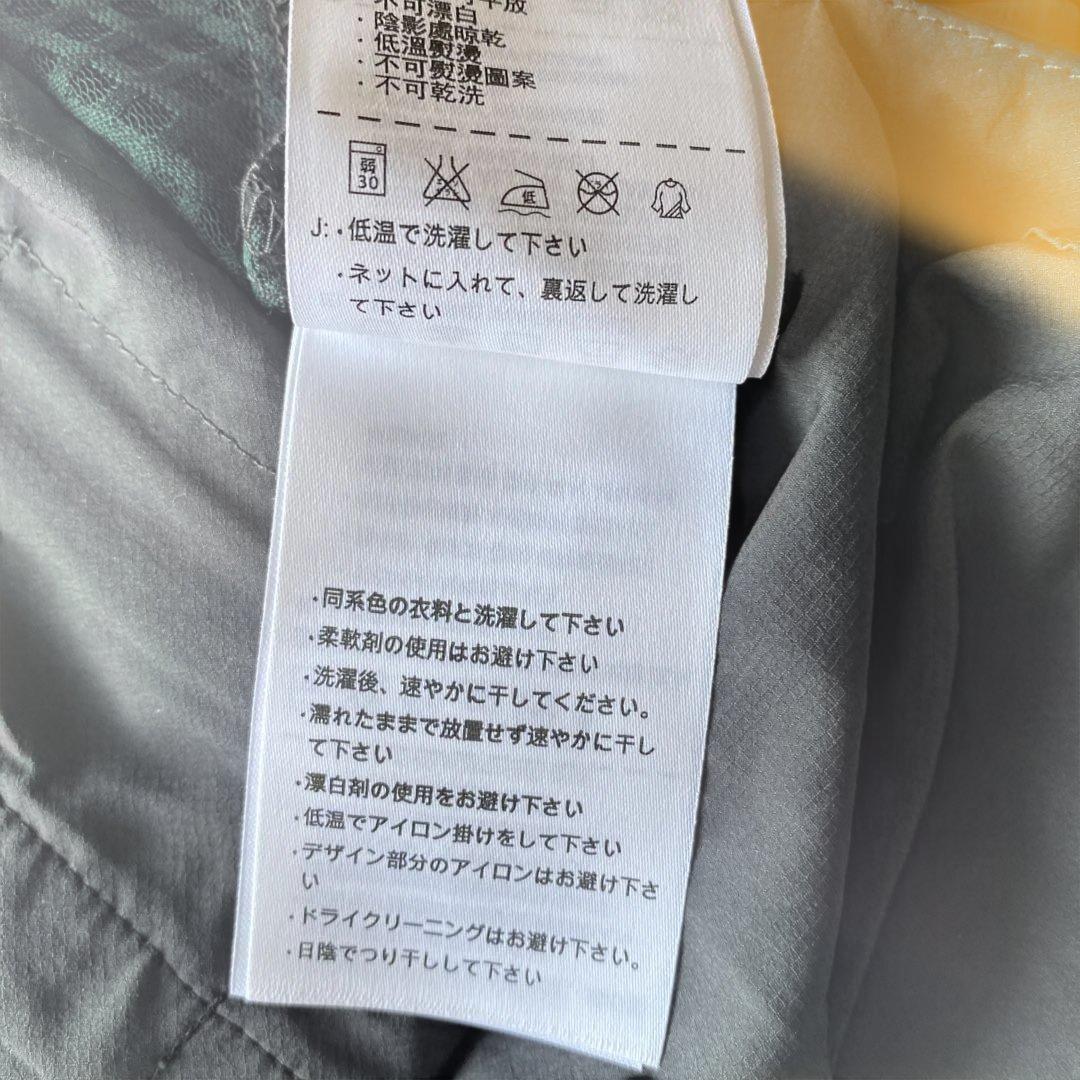 不可漂白
· 陰影處晾乾
· 低溫熨燙
· 不可熨燙圖案
· 不可乾洗
弱
30
低
J: ·低温で洗濯して下さい
·ネットに入れて、裏返して洗濯し
て下さい
·同系色の衣料と洗濯して下さい
·柔軟剤の使用はお避け下さい
·洗濯後、速やかに干してください。
·濡れたままで放置せず速やかに干し
て下さい
·漂白剤の使用をお避け下さい
·低温でアイロン掛けをして下さい
·デザイン部分のアイロンはお避け下さ
い
·ドライクリーニングはお避け下さい。
·日陰でつり干しして下さい